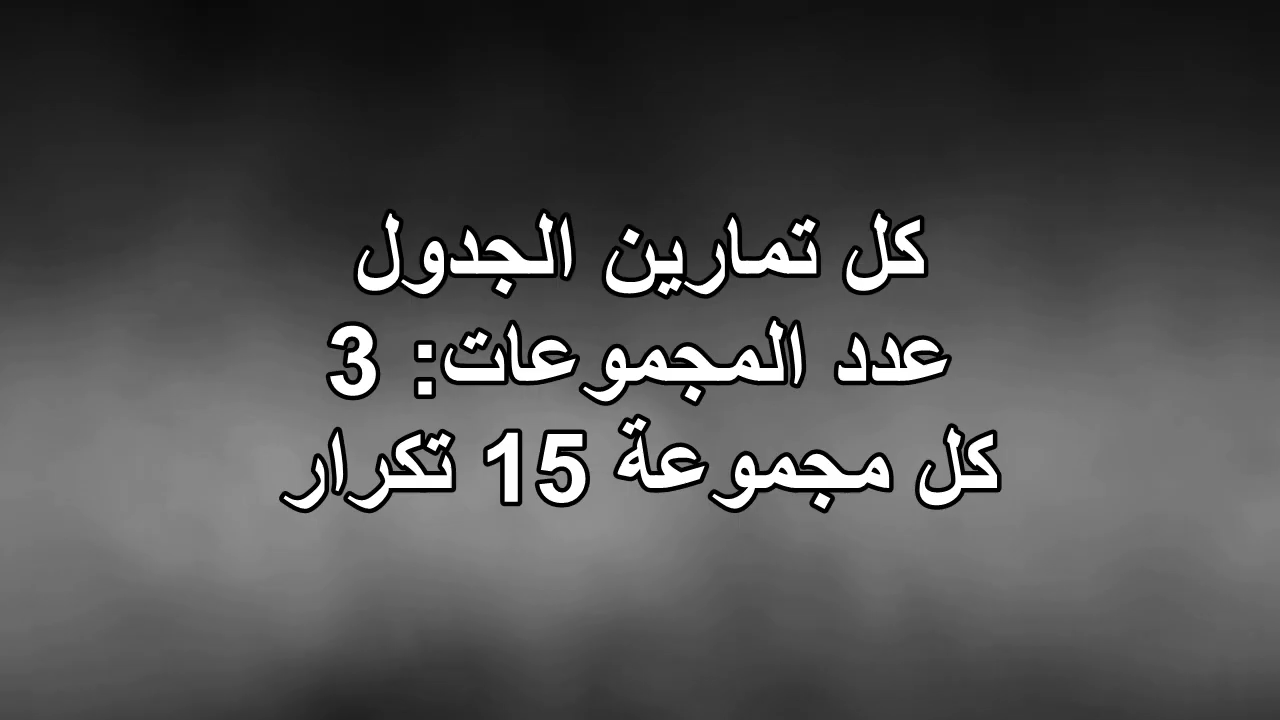 كل تمارين الجدول
عدد المجموعات: 3
كل مجموعة 15 تكرار